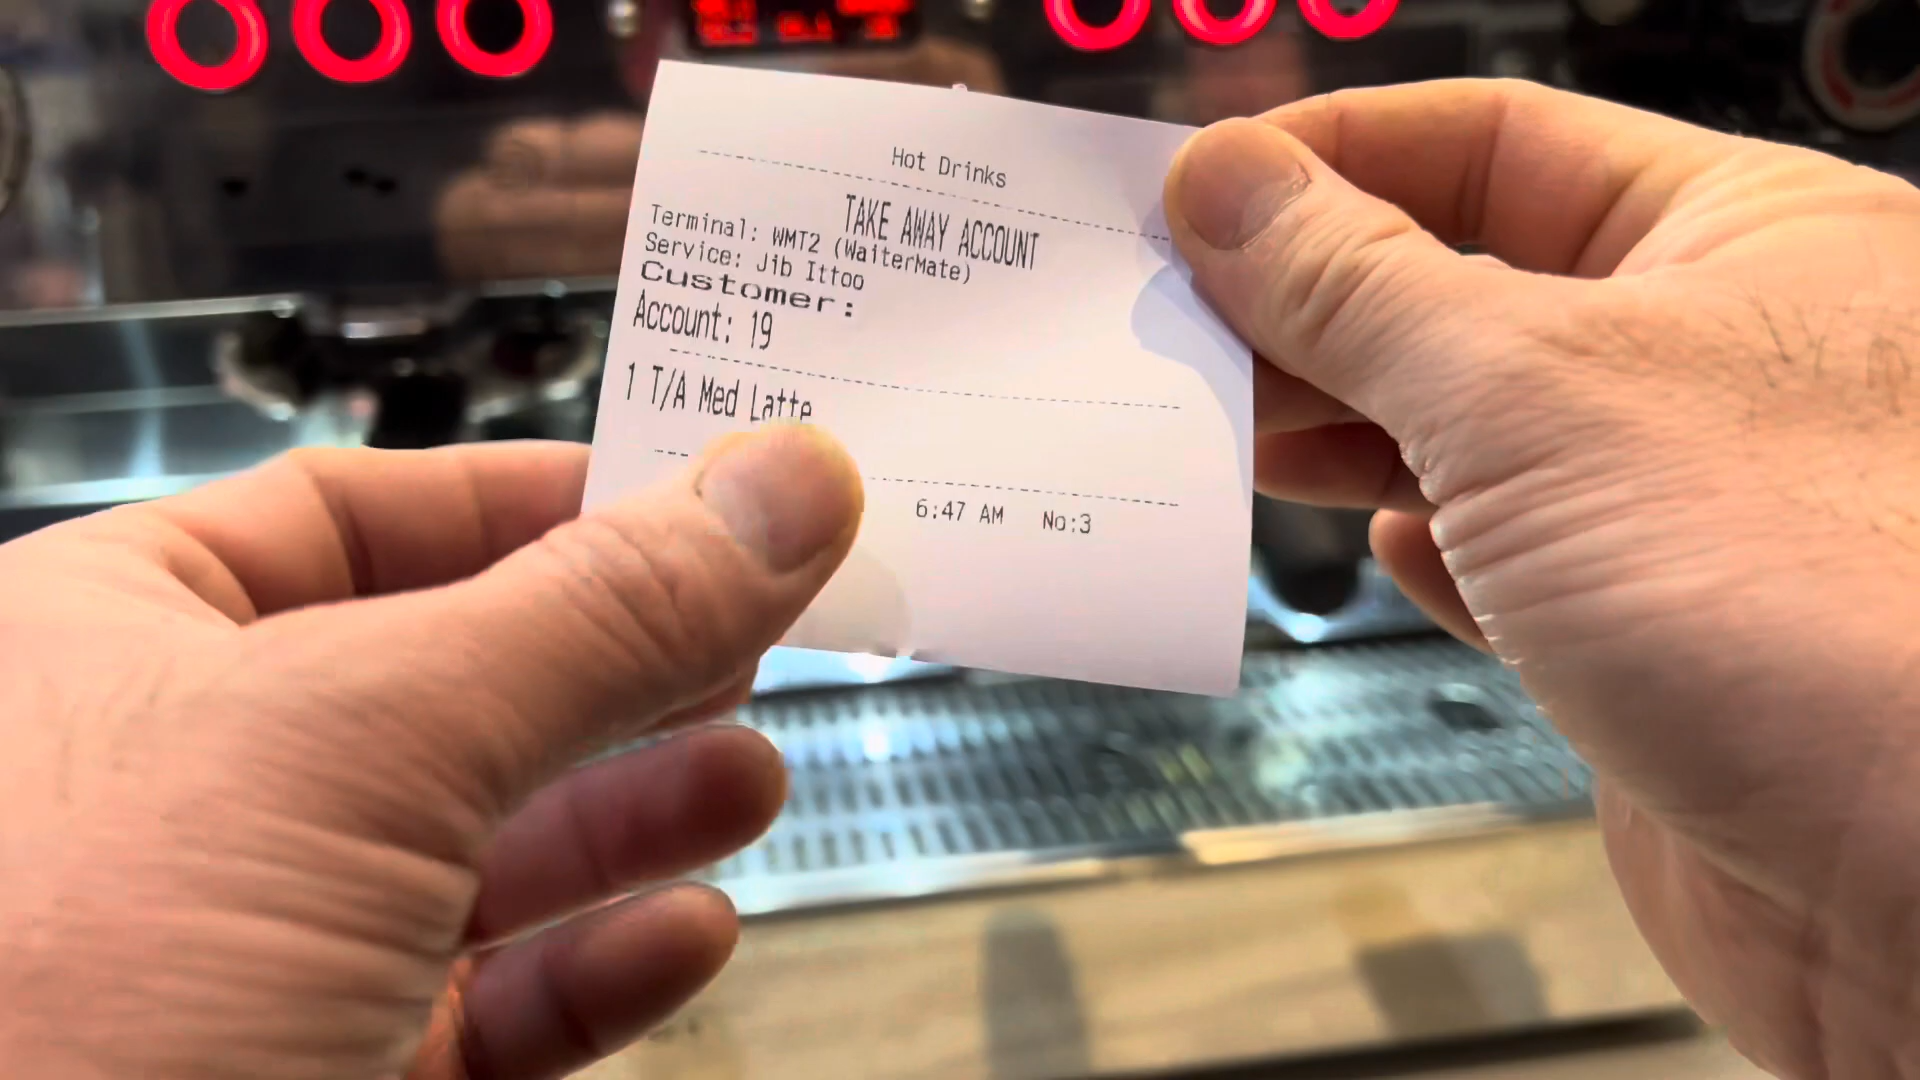 Hot Drinks
TAKE AWAY ACCOUNT
Terminal: WMT2 (WaiterMate)
Service: Jib Ittoo
Customer:
Account: 19
1 T/A Med Latte
6:47 AM No:3